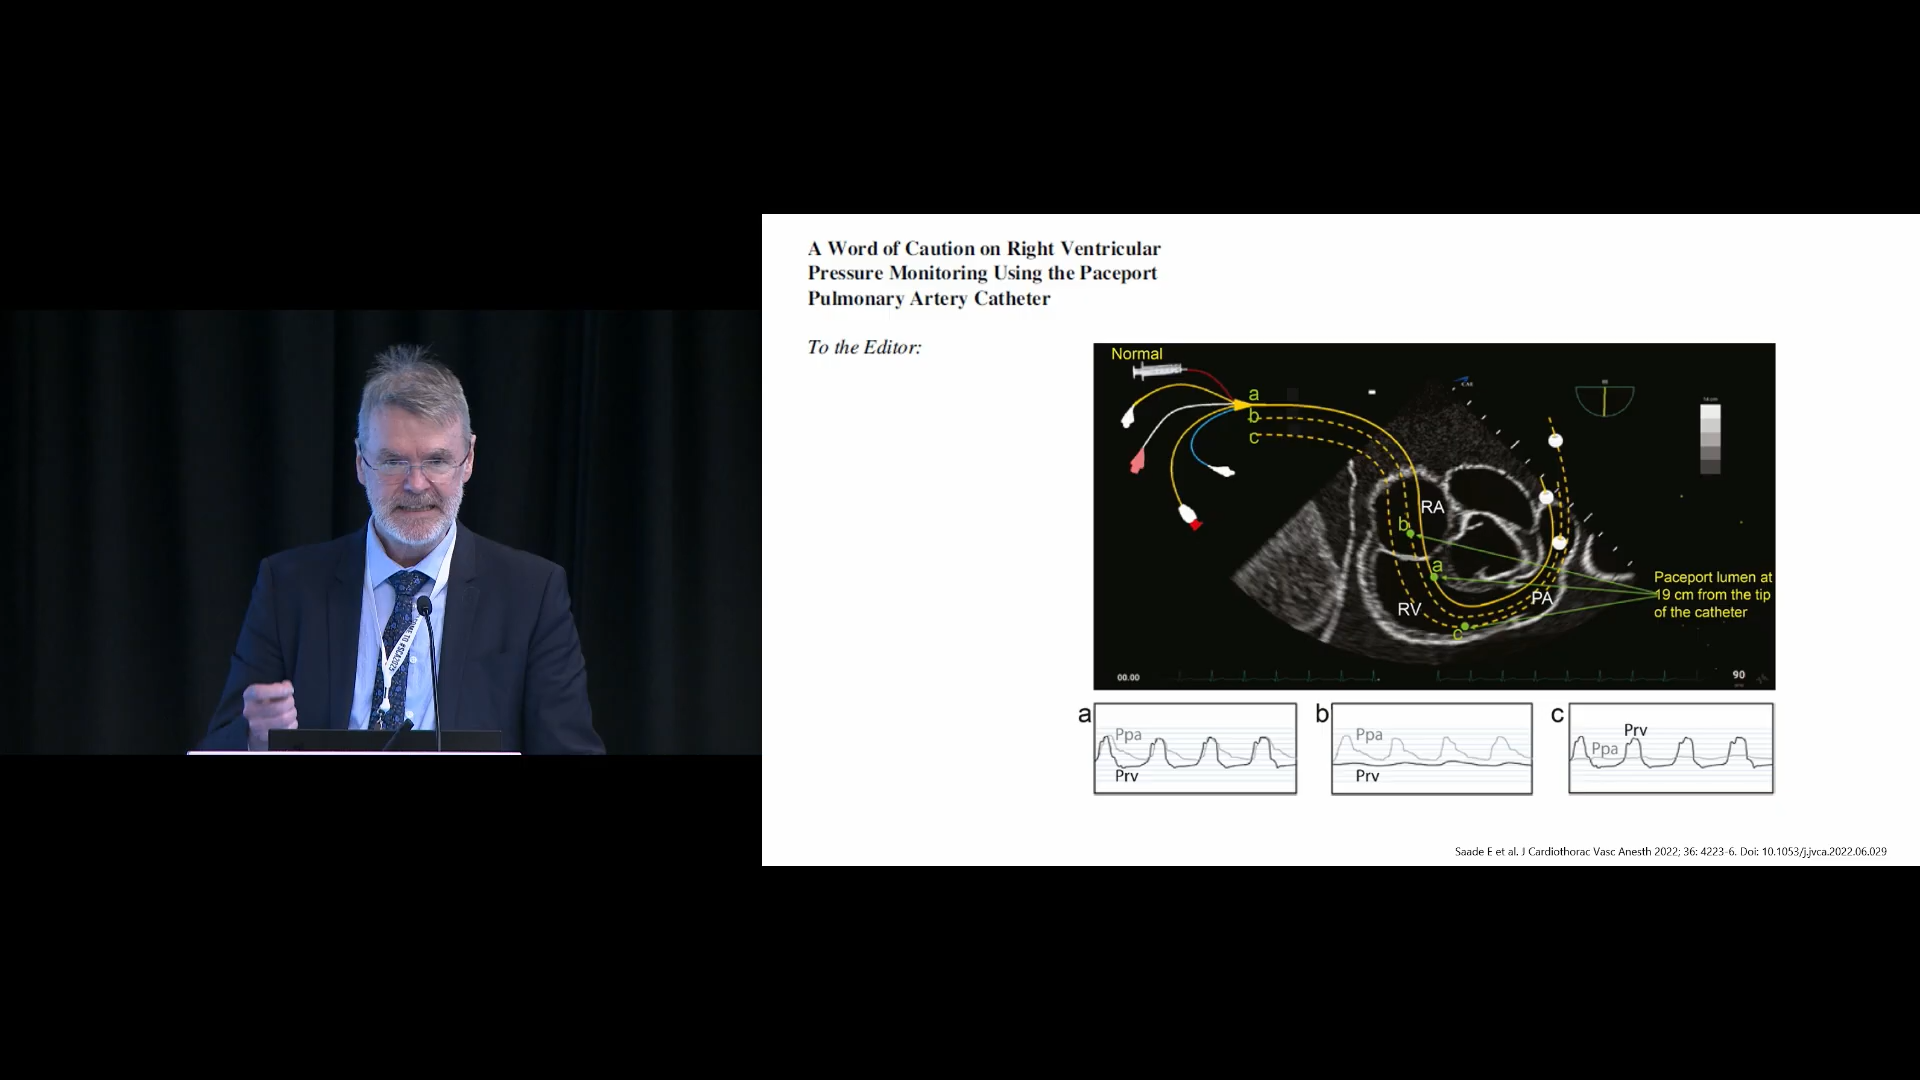 A Word of Caution on Right Ventricular
Pressure Monitoring Using the Paceport
Pulmonary Artery Catheter
To the Editor:
Normal
a
b
c
RA
b
a
RV
PA
c
Paceport lumen at
19 cm from the tip
of the catheter
00.00
90
a
Ppa
Prv
b
Ppa
Prv
c
Prv
Ppa
Saade E et al. J Cardiothorac Vasc Anesth 2022; 36: 4223-6. Doi: 10.1053/j.jvca.2022.06.029